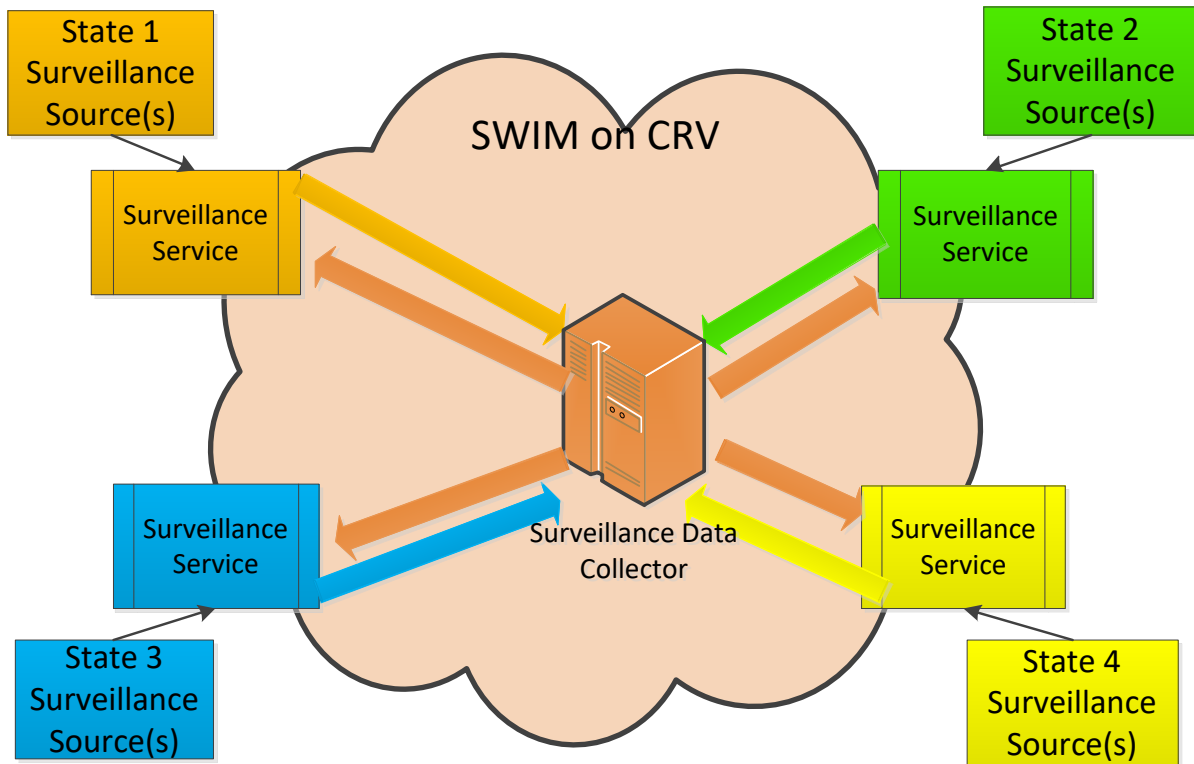 State 1
Surveillance
Source(s)
State 2
Surveillance
Source(s)
SWIM on CRV
Surveillance
Service
Surveillance
Service
Surveillance Data
Collector
Surveillance
Service
Surveillance
Service
State 3
Surveillance
Source(s)
State 4
Surveillance
Source(s)